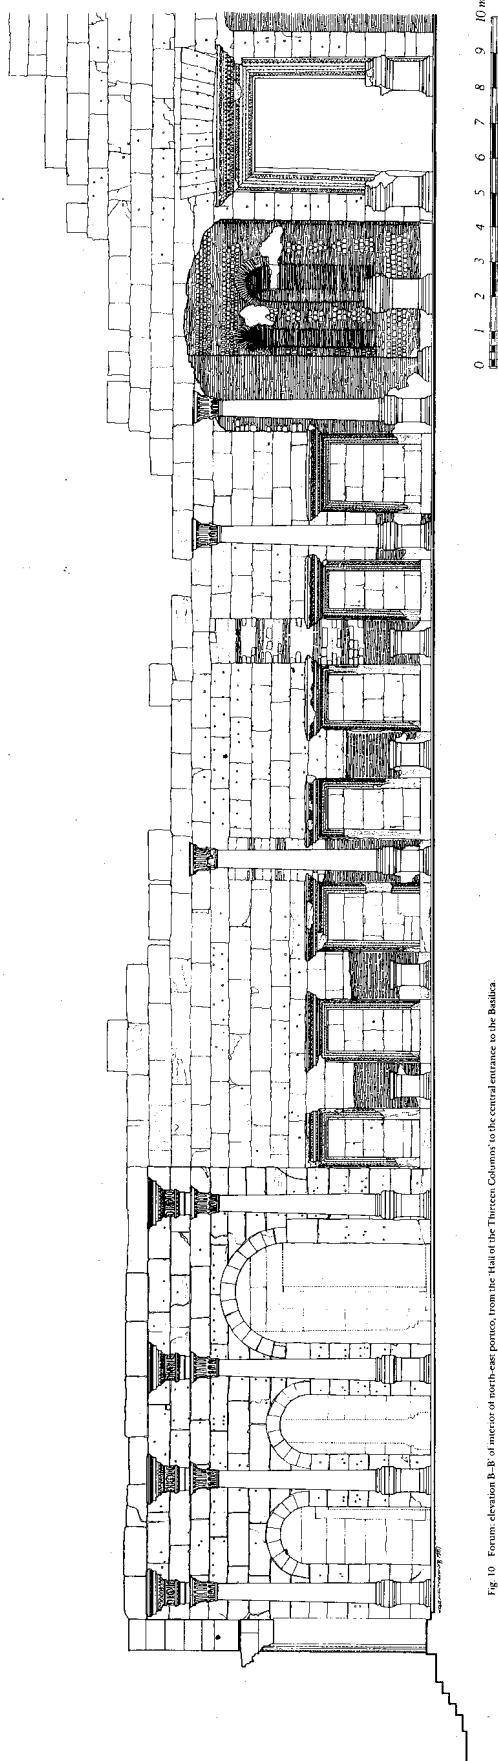 Fig. 10 Forum: elevation B–B' of interior of north-east portico, from the 'Hall of the Thirteen Columns' to the central entrance to the Basilica
0 1 2 3 4 5 6 7 8 9 10 m